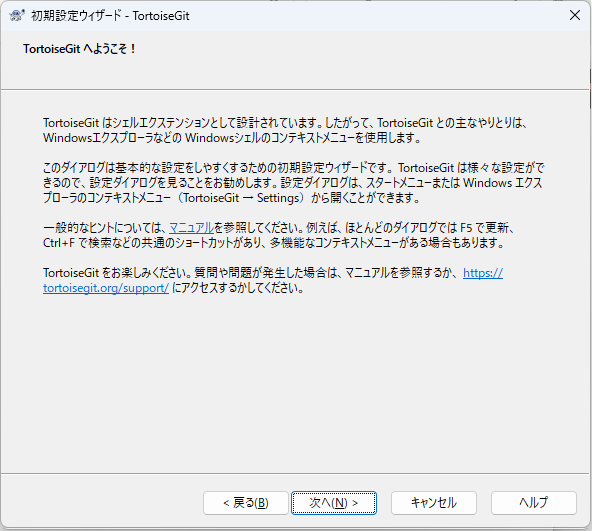 初期設定ウィザード - TortoiseGit
TortoiseGit へようこそ！
TortoiseGit はシェルエクステンションとして設計されています。したがって、TortoiseGit との主なやりとりは、
Windowsエクスプローラなどの Windowsシェルのコンテキストメニューを使用します。
このダイアログは基本的な設定をしやすくするための初期設定ウィザードです。 TortoiseGit は様々な設定がで
きるので、設定ダイアログを見ることをお勧めします。設定ダイアログは、スタートメニューまたは Windows エクス
プローラのコンテキストメニュー（TortoiseGit → Settings）から開くことができます。
一般的なヒントについては、マニュアルを参照してください。例えば、ほとんどのダイアログでは F5 で更新、
Ctrl+F で検索などの共通のショートカットがあり、多機能なコンテキストメニューがある場合もあります。
TortoiseGit をお楽しみください。質問や問題が発生した場合は、マニュアルを参照するか、 https://
tortoisegit.org/support/ にアクセスするかしてください。
< 戻る(B) 次へ(N) > キャンセル ヘルプ